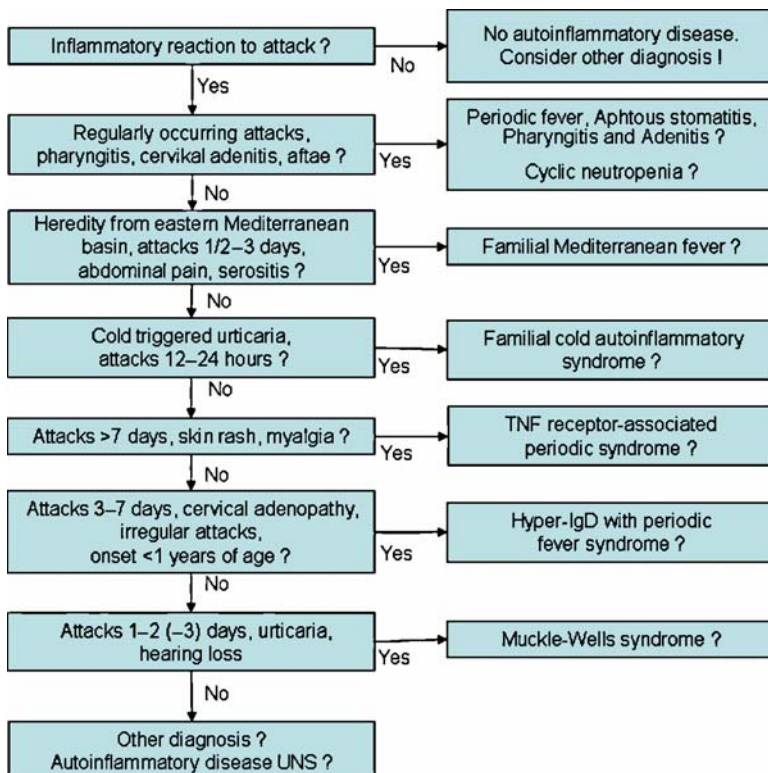 Inflammatory reaction to attack ?
No
No autoinflammatory disease.
Consider other diagnosis !
Yes
Regularly occurring attacks,
pharyngitis, cervikal adenitis, aftae ?
Yes
Periodic fever, Aphtous stomatitis,
Pharyngitis and Adenitis ?
Cyclic neutropenia ?
No
Heredity from eastern Mediterranean
basin, attacks 1/2–3 days,
abdominal pain, serositis ?
Yes
Familial Mediterranean fever ?
No
Cold triggered urticaria,
attacks 12–24 hours ?
Yes
Familial cold autoinflammatory
syndrome ?
No
Attacks >7 days, skin rash, myalgia ?
Yes
TNF receptor-associated
periodic syndrome ?
No
Attacks 3–7 days, cervical adenopathy,
irregular attacks,
onset <1 years of age ?
Yes
Hyper-IgD with periodic
fever syndrome ?
No
Attacks 1–2 (–3) days, urticaria,
hearing loss
Yes
Muckle-Wells syndrome ?
No
Other diagnosis ?
Autoinflammatory disease UNS ?